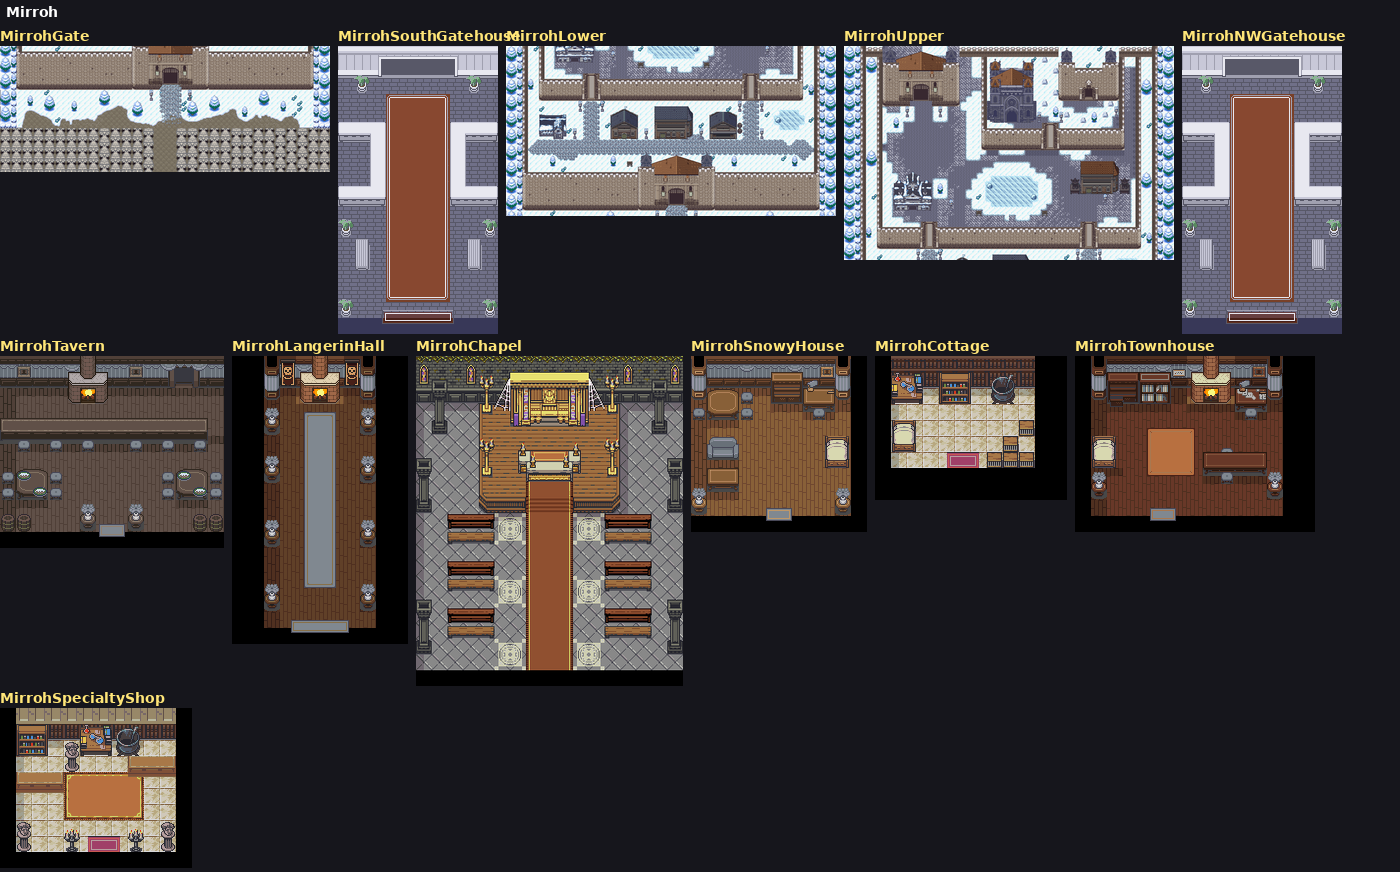 Mirroh
MirrohGate
MirrohSouthGatehouse
MirrohLower
MirrohUpper
MirrohNWGatehouse
MirrohTavern
MirrohLangerinHall
MirrohChapel
MirrohSnowyHouse
MirrohCottage
MirrohTownhouse
MirrohSpecialtyShop